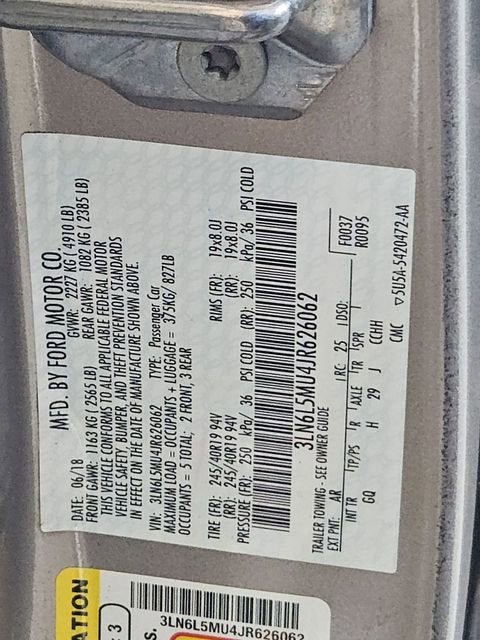 MFD. BY FORD MOTOR CO.
DATE: 06/18 GVWR: 2227 KG ( 4910 LB)
FRONT GAWR: 1163 KG ( 2565 LB) REAR GAWR: 1082 KG ( 2385 LB)
THIS VEHICLE CONFORMS TO ALL APPLICABLE FEDERAL MOTOR
VEHICLE SAFETY, BUMPER, AND THEFT PREVENTION STANDARDS
IN EFFECT ON THE DATE OF MANUFACTURE SHOWN ABOVE.
VIN: 3LN6L5MU4JR626062 TYPE: Passenger Car
MAXIMUM LOAD = OCCUPANTS + LUGGAGE = 375KG/ 827LB
OCCUPANTS = 5 TOTAL: 2 FRONT, 3 REAR
TIRE (FR): 245/40R19 94V RIMS (FR): 19x8.0J
(RR): 245/40R19 94V (RR): 19x8.0J
PRESSURE (FR): 250 kPa/ 36 PSI COLD (RR): 250 kPa/ 36 PSI COLD
3LN6L5MU4JR626062
TRAILER TOWING - SEE OWNER GUIDE
EXT PNT: AR RC: 25 DSO: F0037
R0095
INT TR TP/PS R AXLE TR SPR
GQ H 29 J CCHH
CMC ▽5U5A-5420472-AA
ATION
: 3
S.
3LN6L5MU4JR626062